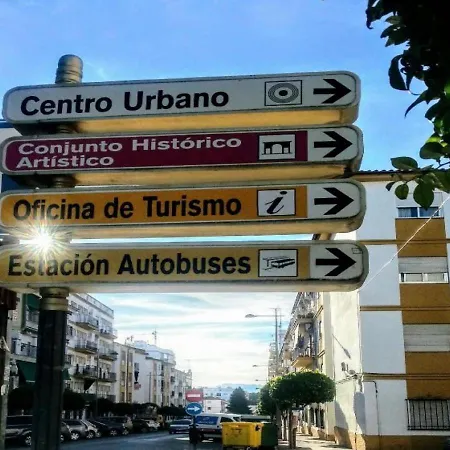 Centro Urbano
Conjunto Histórico
Artístico
Oficina de Turismo
i
Estación Autobuses